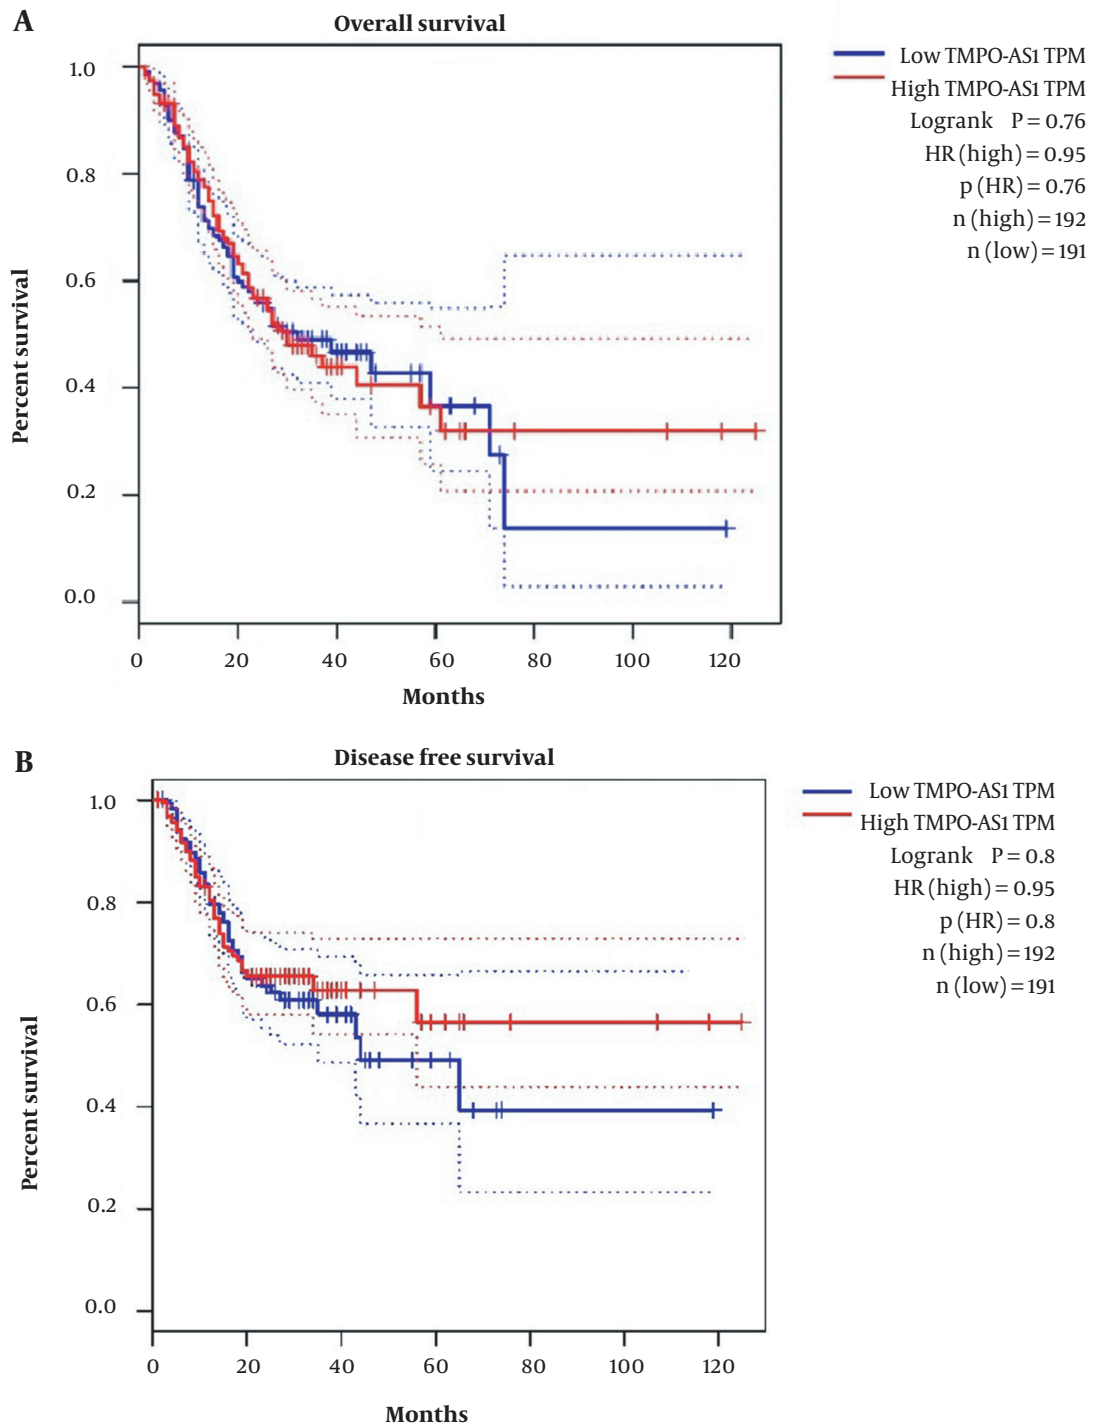 A
Overall survival
Low TMPO-AS1 TPM
High TMPO-AS1 TPM
Logrank P = 0.76
HR (high) = 0.95
p (HR) = 0.76
n (high) = 192
n (low) = 191
Percent survival
1.0
0.8
0.6
0.4
0.2
0.0
0 20 40 60 80 100 120
Months
B
Disease free survival
Low TMPO-AS1 TPM
High TMPO-AS1 TPM
Logrank P = 0.8
HR (high) = 0.95
p (HR) = 0.8
n (high) = 192
n (low) = 191
Percent survival
1.0
0.8
0.6
0.4
0.2
0.0
0 20 40 60 80 100 120
Months